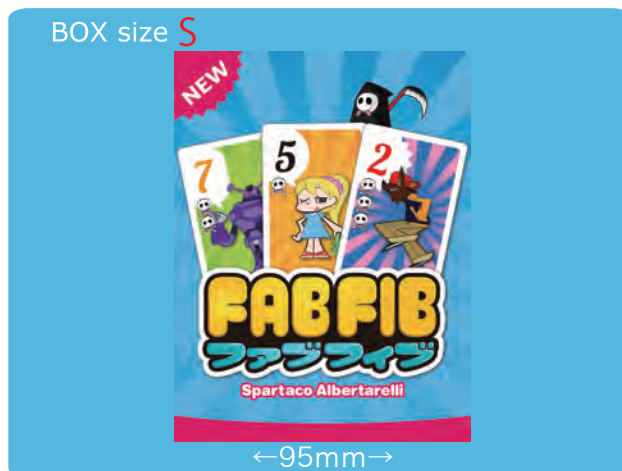 BOX size S
NEW
7
5
2
FABFIB
ファブフィブ
Spartaco Albertarelli
←95mm→